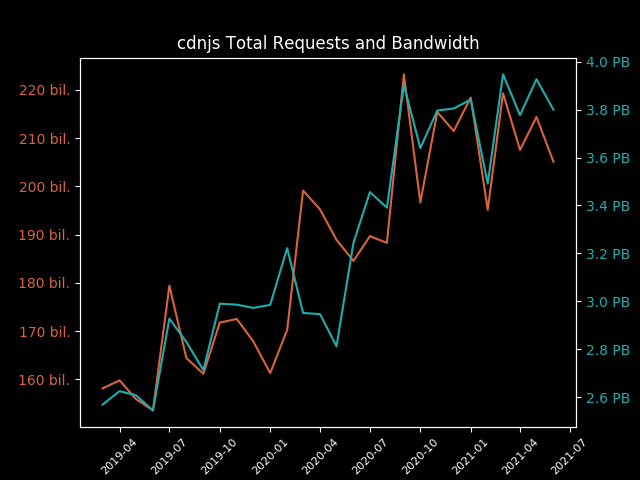 cdnjs Total Requests and Bandwidth
220 bil.
210 bil.
200 bil.
190 bil.
180 bil.
170 bil.
160 bil.
4.0 PB
3.8 PB
3.6 PB
3.4 PB
3.2 PB
3.0 PB
2.8 PB
2.6 PB
2019-04
2019-07
2019-10
2020-01
2020-04
2020-07
2020-10
2021-01
2021-04
2021-07